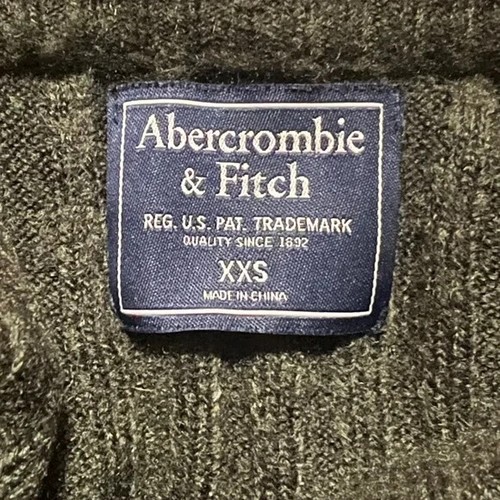 Abercrombie
& Fitch
REG. U.S. PAT. TRADEMARK
QUALITY SINCE 1892
XXS
MADE IN CHINA